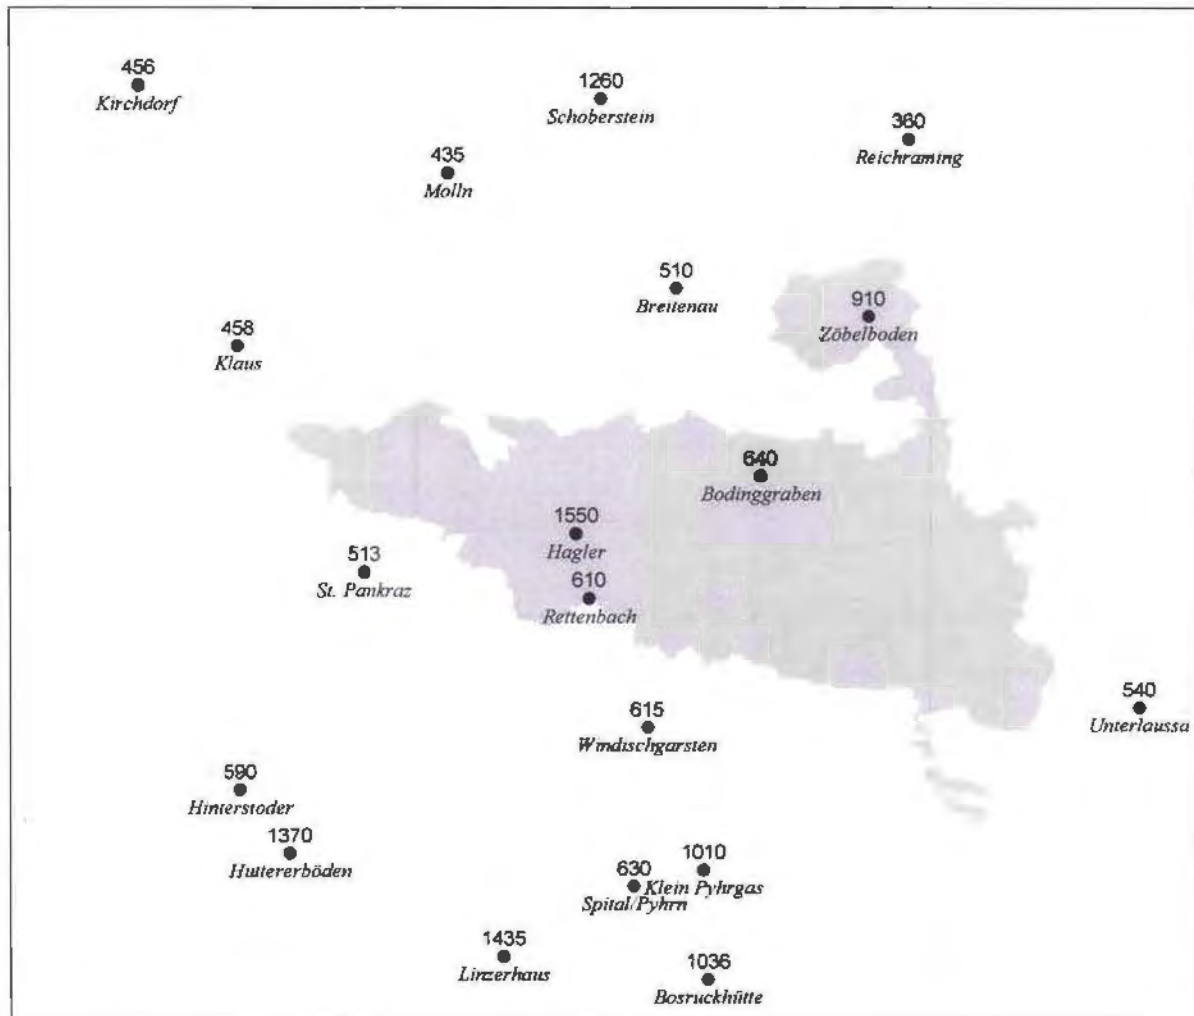 456
Kirchdorf
1260
Schoberstein
360
Reichraming
435
Molln
510
Breitenau
910
Zöbelboden
458
Klaus
640
Bodinggraben
1550
Hagler
513
St. Pankraz
610
Rettenbach
540
Unterlaussa
615
Windischgarsten
590
Hinterstoder
1370
Huttererböden
1010
Klein Pyhrgas
630
Spital/Pyhrn
1435
Linzerhaus
1036
Bosruckhütte